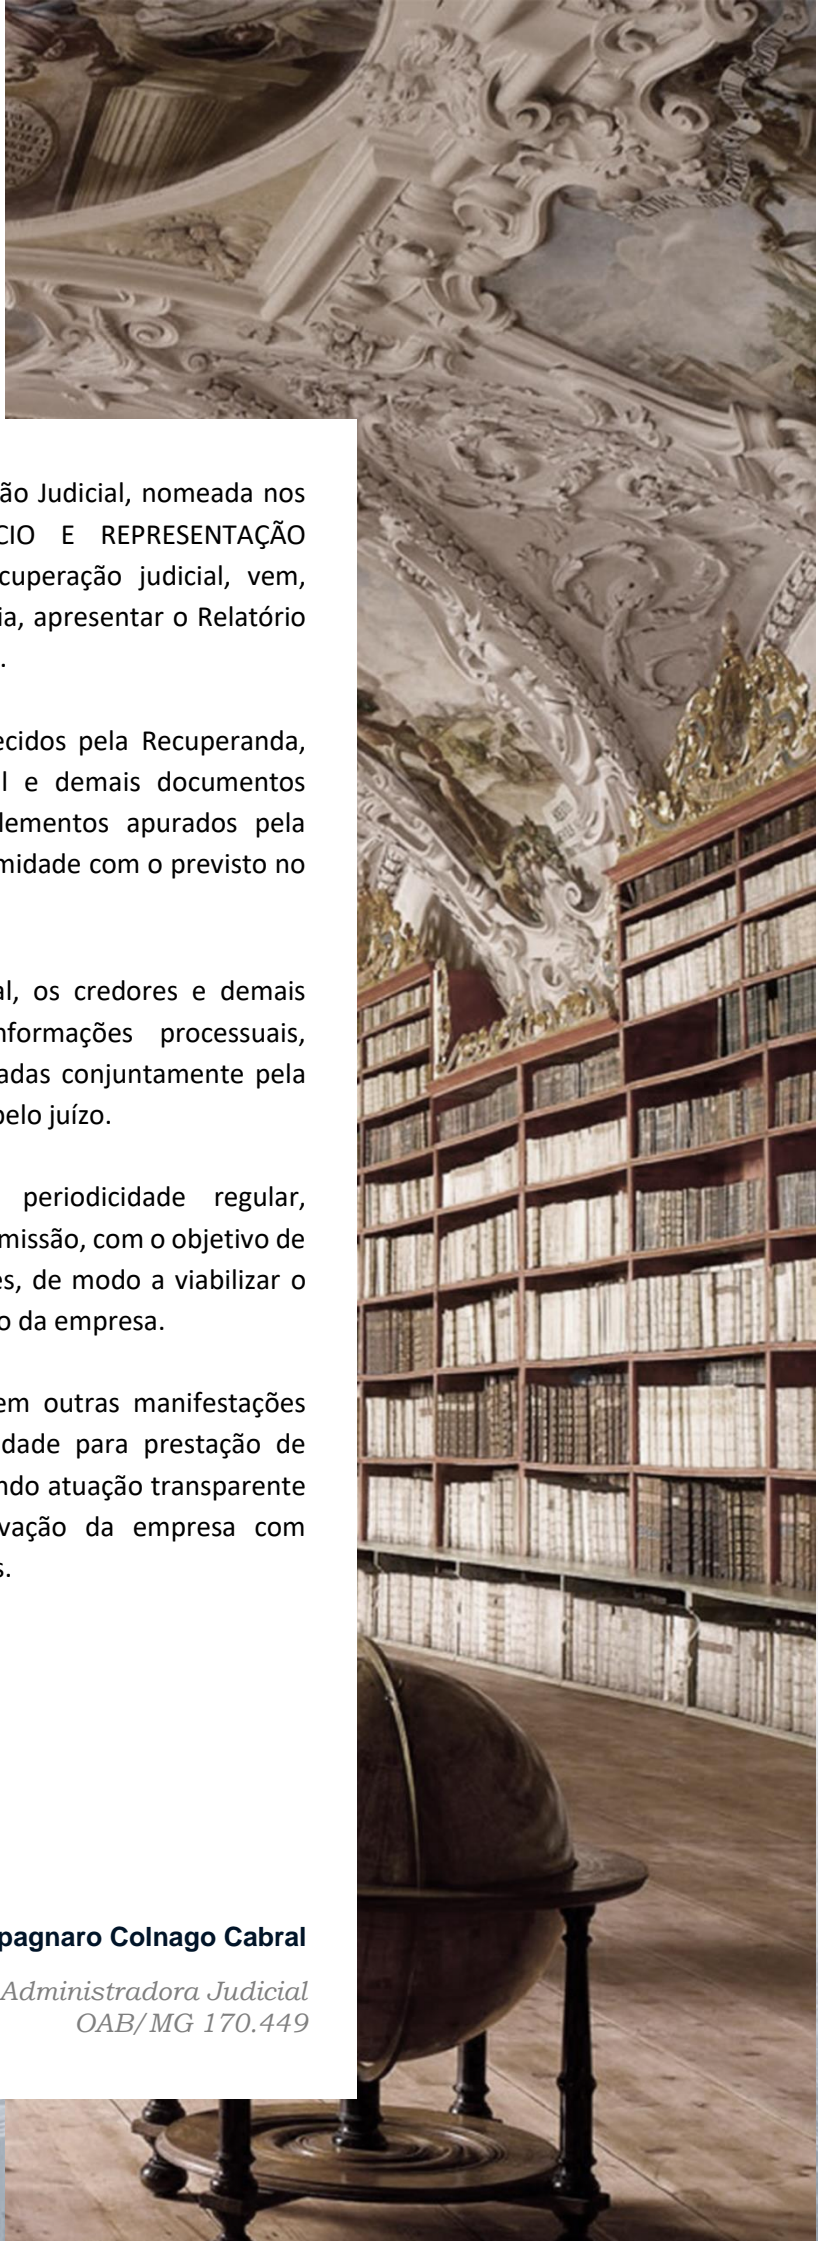 ão Judicial, nomeada nos
CIO E REPRESENTAÇÃO
cuperação judicial, vem,
ia, apresentar o Relatório
.
ecidos pela Recuperanda,
l e demais documentos
lementos apurados pela
midade com o previsto no
al, os credores e demais
nformações processuais,
adas conjuntamente pela
pelo juízo.
periodicidade regular,
missão, com o objetivo de
es, de modo a viabilizar o
o da empresa.
em outras manifestações
dade para prestação de
ndo atuação transparente
vação da empresa com
s.
pagnaro Colnago Cabral
Administradora Judicial
OAB/MG 170.449